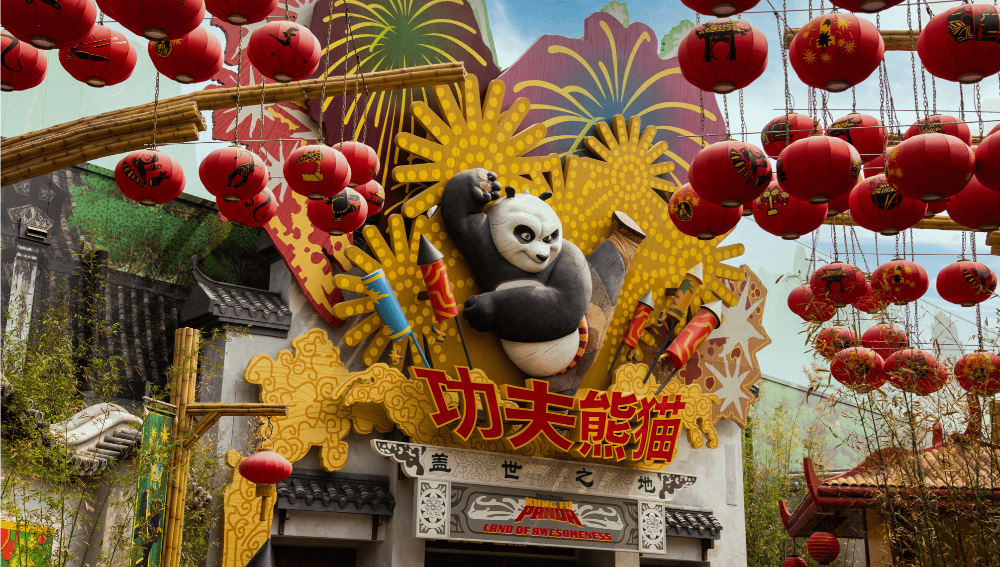 功夫熊猫
盖世之地
DREAMWORKS
KUNG FU
PANDA
LAND OF AWESOMENESS